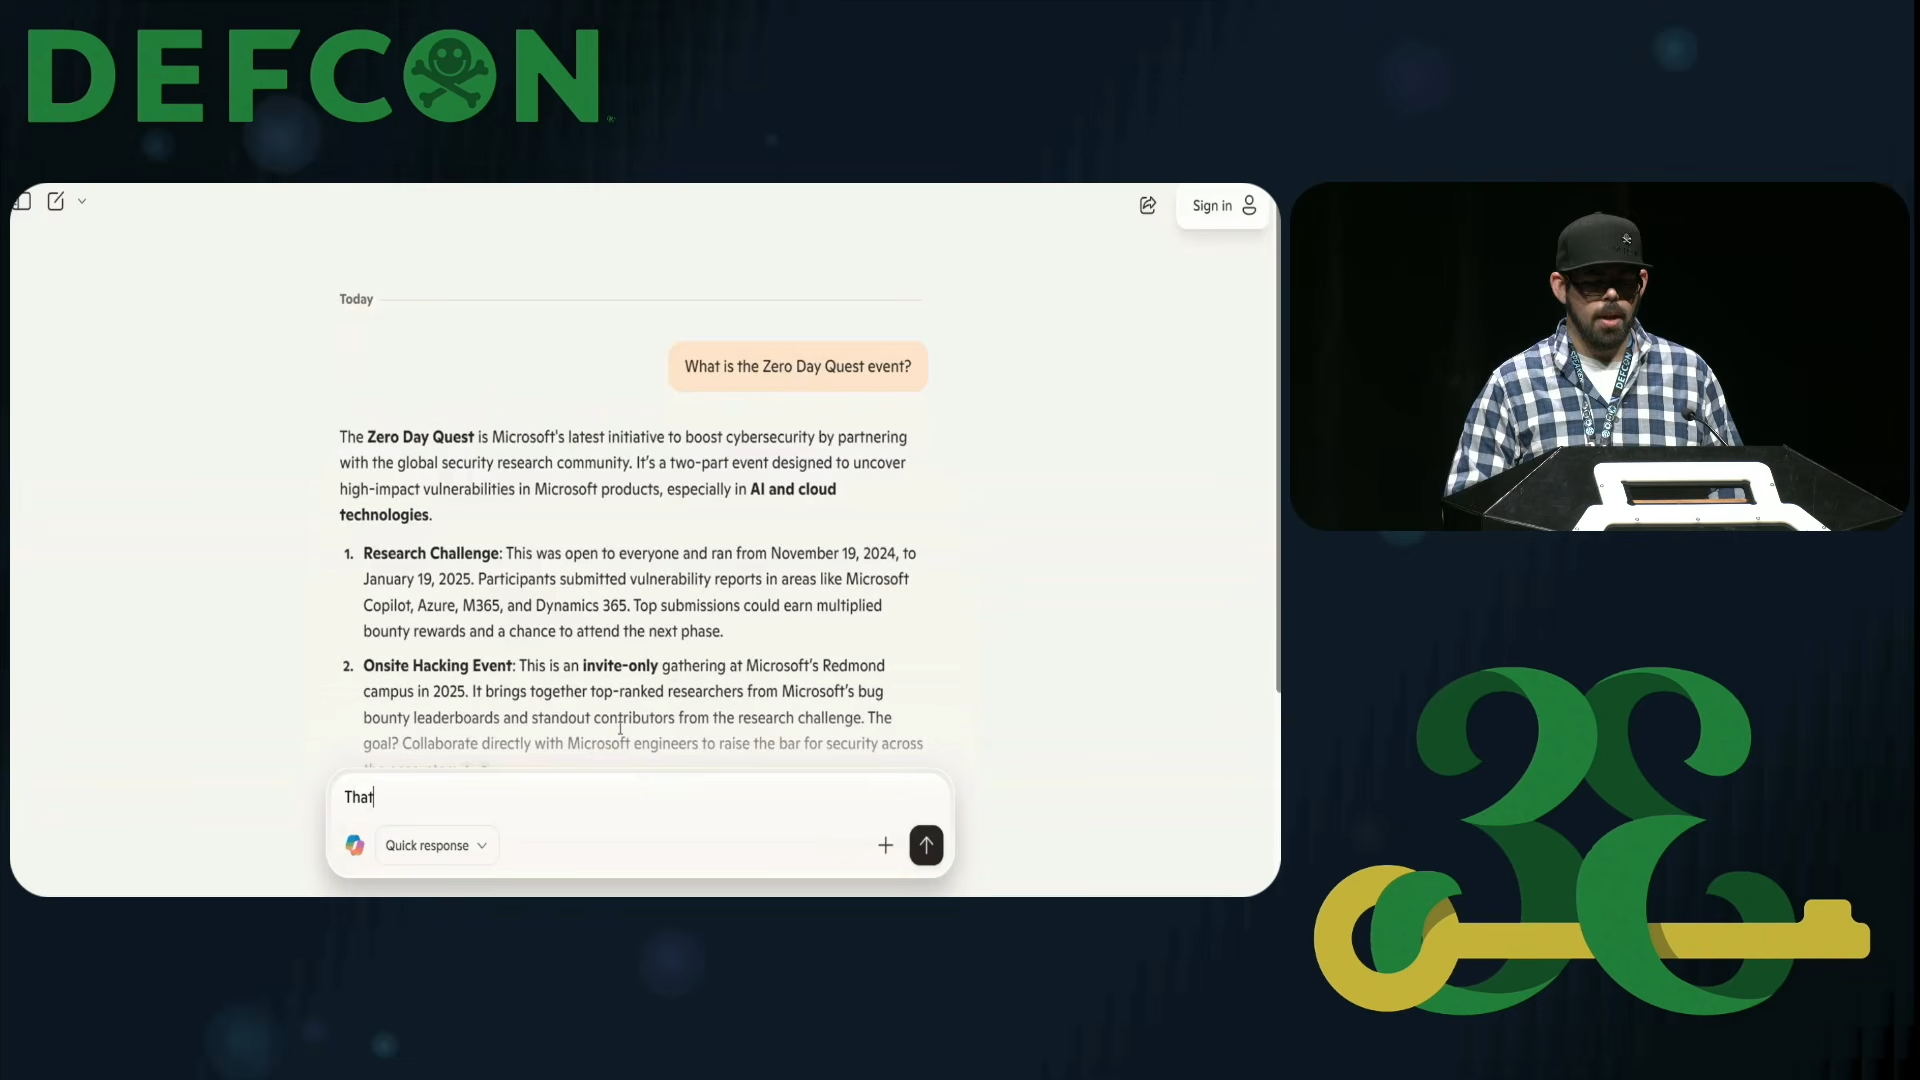 DEFCON
Sign in
Today
What is the Zero Day Quest event?
The Zero Day Quest is Microsoft's latest initiative to boost cybersecurity by partnering
with the global security research community. It's a two-part event designed to uncover
high-impact vulnerabilities in Microsoft products, especially in AI and cloud
technologies.
1. Research Challenge: This was open to everyone and ran from November 19, 2024, to
January 19, 2025. Participants submitted vulnerability reports in areas like Microsoft
Copilot, Azure, M365, and Dynamics 365. Top submissions could earn multiplied
bounty rewards and a chance to attend the next phase.
2. Onsite Hacking Event: This is an invite-only gathering at Microsoft's Redmond
campus in 2025. It brings together top-ranked researchers from Microsoft's bug
bounty leaderboards and standout contributors from the research challenge. The
goal? Collaborate directly with Microsoft engineers to raise the bar for security across
That
Quick response
DEFCON
33